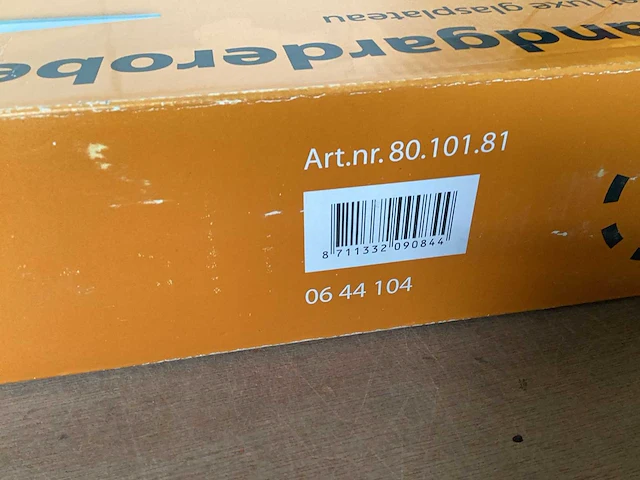 andgarderobe
luxe glasplateau
Art.nr. 80.101.81
8 711332 090844
06 44 104